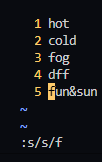 1 hot
2 cold
3 fog
4 dff
5 fun&sun
~
~
:s/s/f